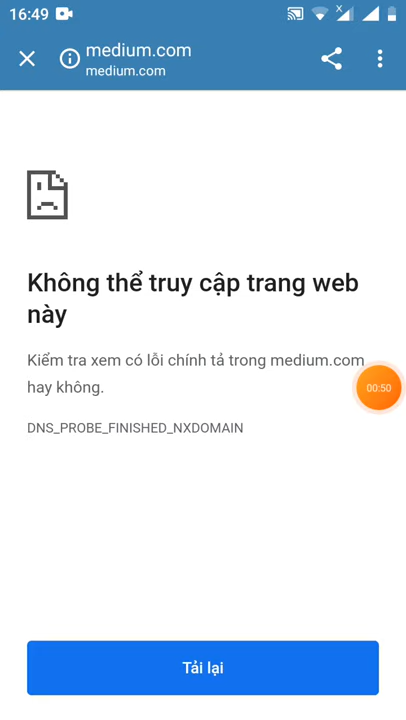 16:49
medium.com
medium.com
Không thể truy cập trang web
này
Kiểm tra xem có lỗi chính tả trong medium.com
hay không.
00:50
DNS_PROBE_FINISHED_NXDOMAIN
Tải lại